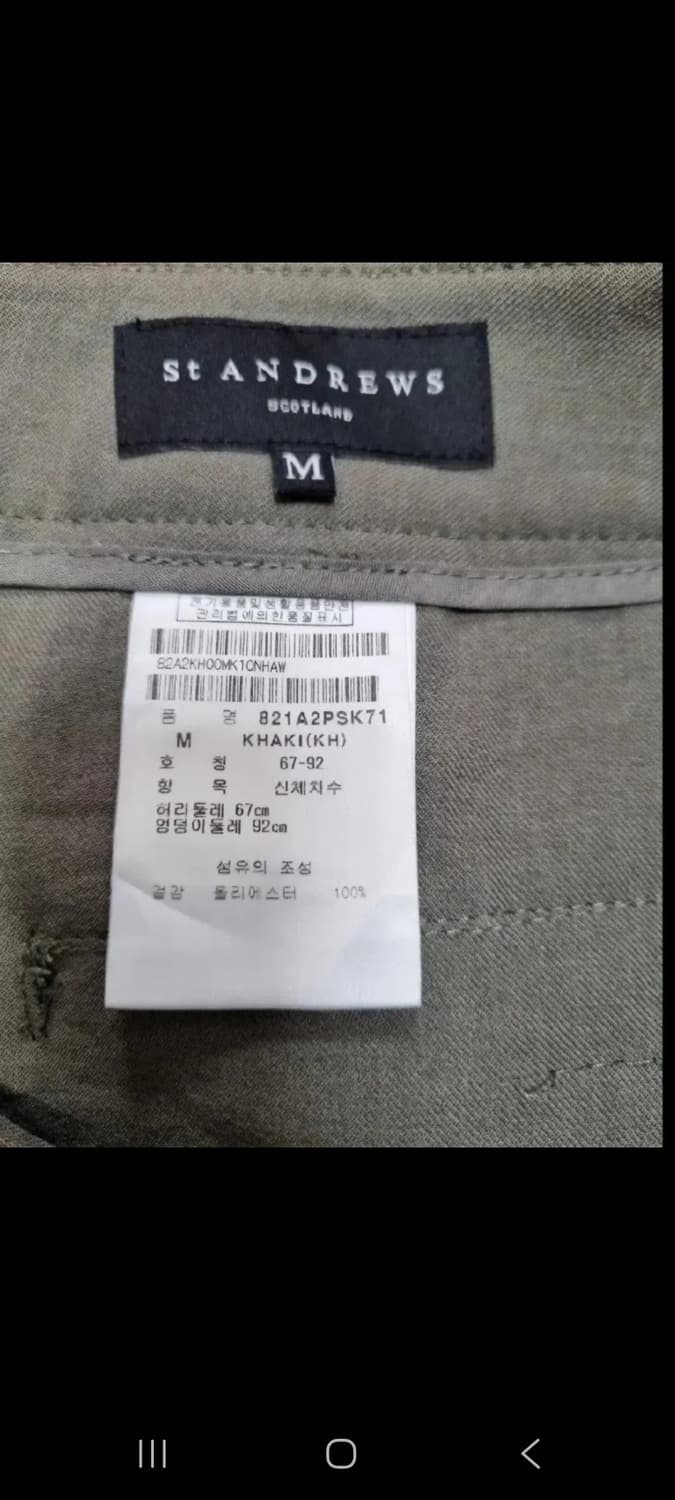 St ANDREWS
SCOTLAND
M
전기용품및생활용품안전
관리법에의한품질표시
82A2KH00MK10NHAW
품 명 821A2PSK71
M KHAKI(KH)
호 칭 67-92
항 목 신체치수
허리둘레 67cm
엉덩이둘레 92cm
섬유의 조성
겉감 폴리에스터 100%